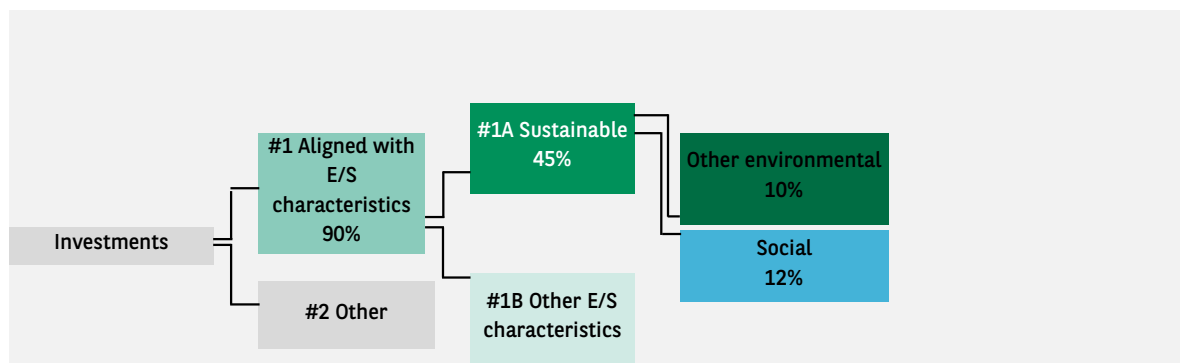 Investments
#1 Aligned with
E/S
characteristics
90%
#2 Other
#1A Sustainable
45%
#1B Other E/S
characteristics
Other environmental
10%
Social
12%